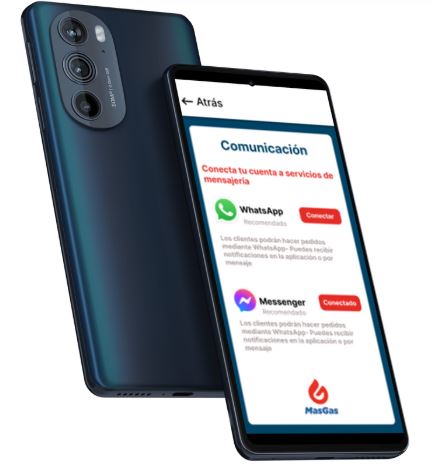 ← Atrás
Comunicación
Conecta tu cuenta a servicios de
mensajería
WhatsApp
Conectar
Recomendado
Los clientes podrán hacer pedidos
mediante WhatsApp- Puedes recibir
notificaciones en la aplicación o por
mensaje
Messenger
Conectado
Recomendado
Los clientes podrán hacer pedidos
mediante WhatsApp- Puedes recibir
notificaciones en la aplicación o por
mensaje
MasGas